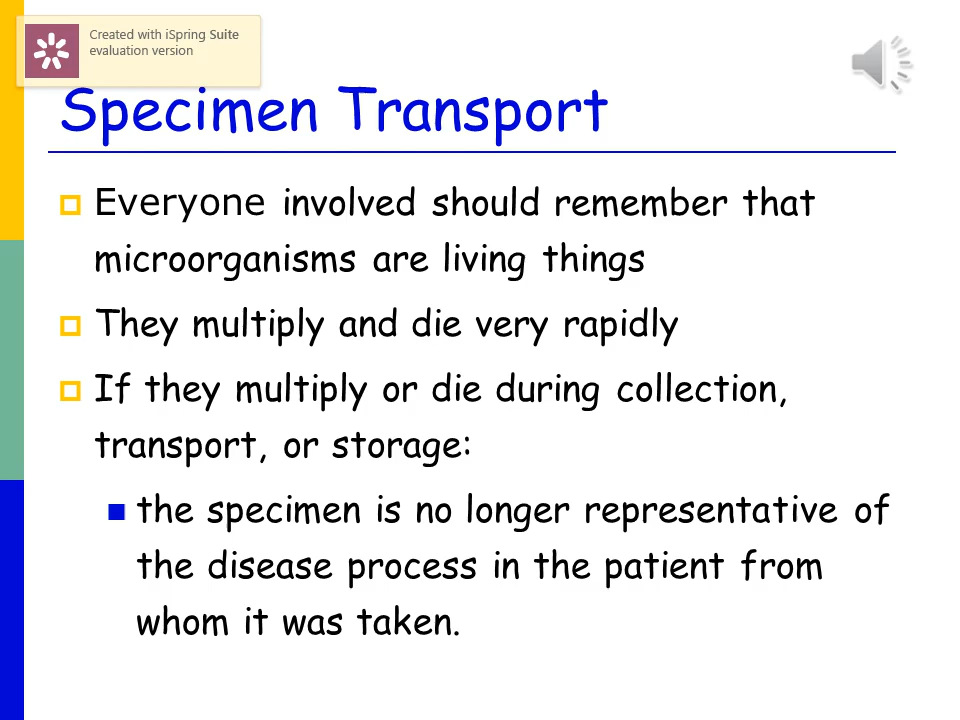 Created with iSpring Suite
evaluation version
Specimen Transport
Everyone involved should remember that
microorganisms are living things
They multiply and die very rapidly
If they multiply or die during collection,
transport, or storage:
the specimen is no longer representative of
the disease process in the patient from
whom it was taken.